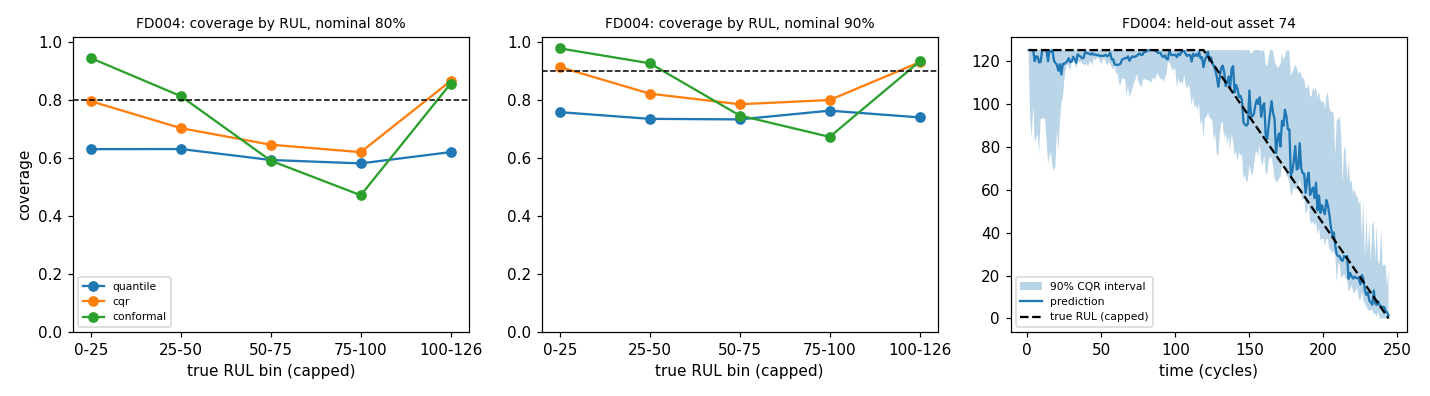 FD004: coverage by RUL, nominal 80%
coverage
1.0
0.8
0.6
0.4
0.2
0.0
quantile
cqr
conformal
0-25 25-50 50-75 75-100 100-126
true RUL bin (capped)
FD004: coverage by RUL, nominal 90%
1.0
0.8
0.6
0.4
0.2
0.0
0-25 25-50 50-75 75-100 100-126
true RUL bin (capped)
FD004: held-out asset 74
120
100
80
60
40
20
0
90% CQR interval
prediction
true RUL (capped)
0 50 100 150 200 250
time (cycles)